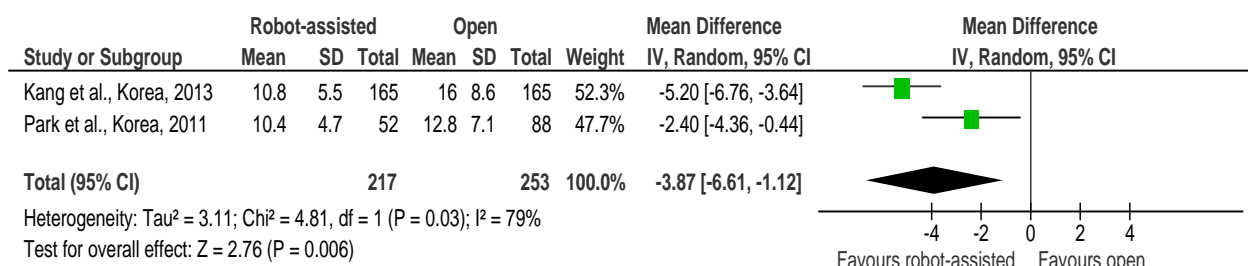 Robot-assisted Open Mean Difference Mean Difference
Study or Subgroup Mean SD Total Mean SD Total Weight IV, Random, 95% CI IV, Random, 95% CI
Kang et al., Korea, 2013 10.8 5.5 165 16 8.6 165 52.3% -5.20 [-6.76, -3.64]
Park et al., Korea, 2011 10.4 4.7 52 12.8 7.1 88 47.7% -2.40 [-4.36, -0.44]
Total (95% CI) 217 253 100.0% -3.87 [-6.61, -1.12]
Heterogeneity: Tau² = 3.11; Chi² = 4.81, df = 1 (P = 0.03); I² = 79%
Test for overall effect: Z = 2.76 (P = 0.006)
-4 -2 0 2 4
Favours robot-assisted Favours open